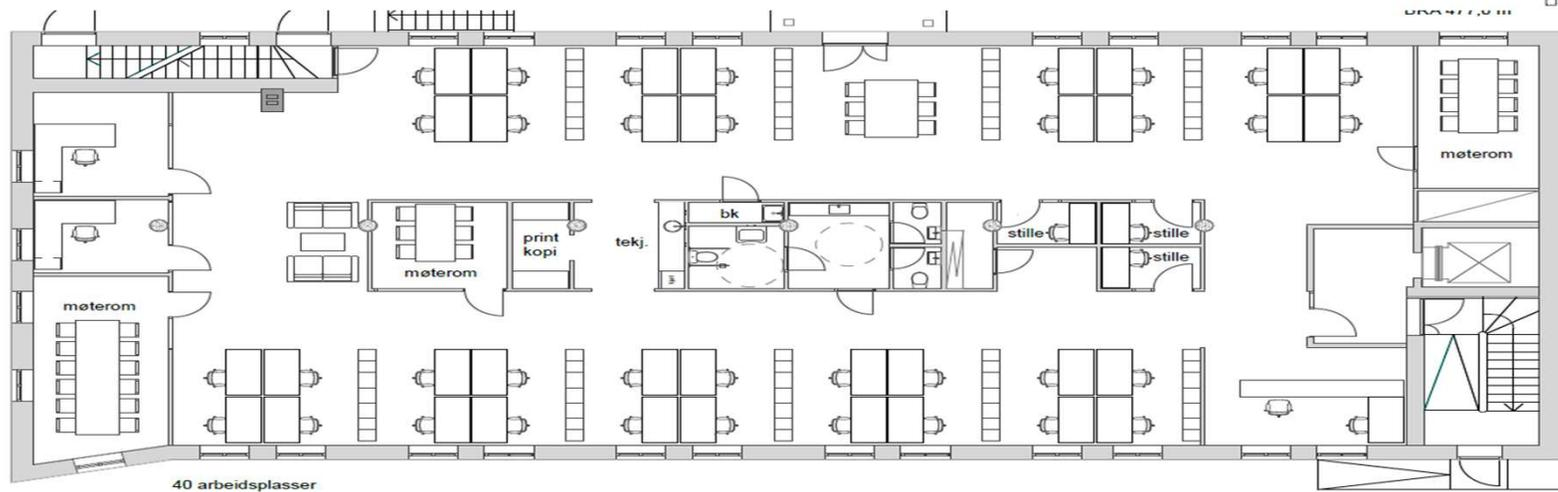 møterom
bk
print
kopi
tekj.
stille
stille
stille
møterom
møterom
40 arbeidsplasser